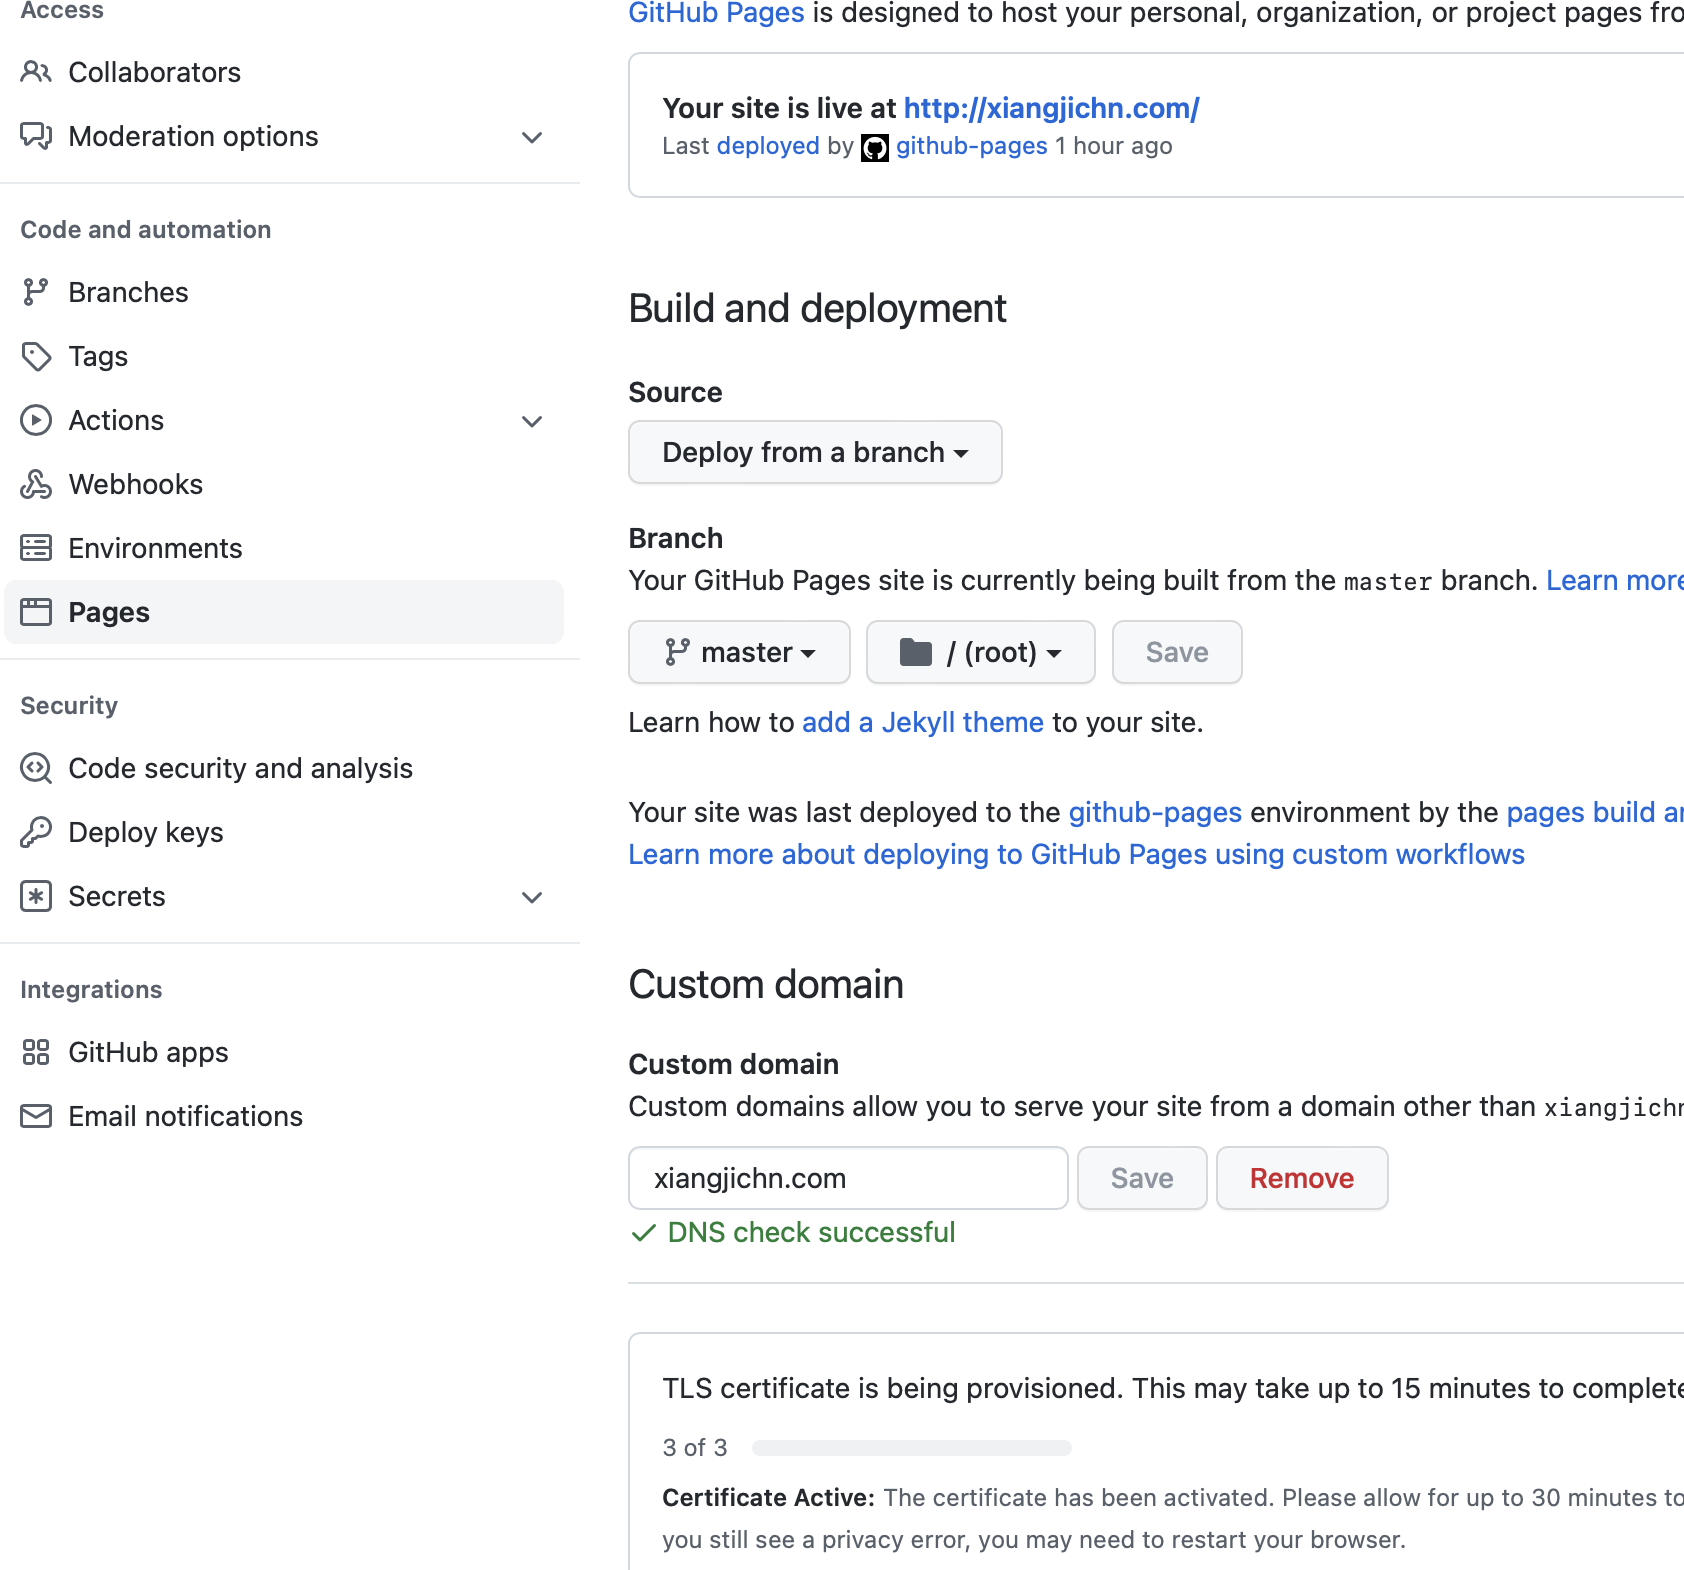 Access
Collaborators
Moderation options
Code and automation
Branches
Tags
Actions
Webhooks
Environments
Pages
Security
Code security and analysis
Deploy keys
Secrets
Integrations
GitHub apps
Email notifications
GitHub Pages is designed to host your personal, organization, or project pages
Your site is live at http://xiangjichn.com/
Last deployed by github-pages 1 hour ago
Build and deployment
Source
Deploy from a branch
Branch
Your GitHub Pages site is currently being built from the master branch. Learn more
master / (root) Save
Learn how to add a Jekyll theme to your site.
Your site was last deployed to the github-pages environment by the pages build
Learn more about deploying to GitHub Pages using custom workflows
Custom domain
Custom domain
Custom domains allow you to serve your site from a domain other than
xiangjichn.com Save Remove
DNS check successful
TLS certificate is being provisioned. This may take up to 15 minutes to complete
3 of 3
Certificate Active: The certificate has been activated. Please allow for up to 30 minutes to
you still see a privacy error, you may need to restart your browser.